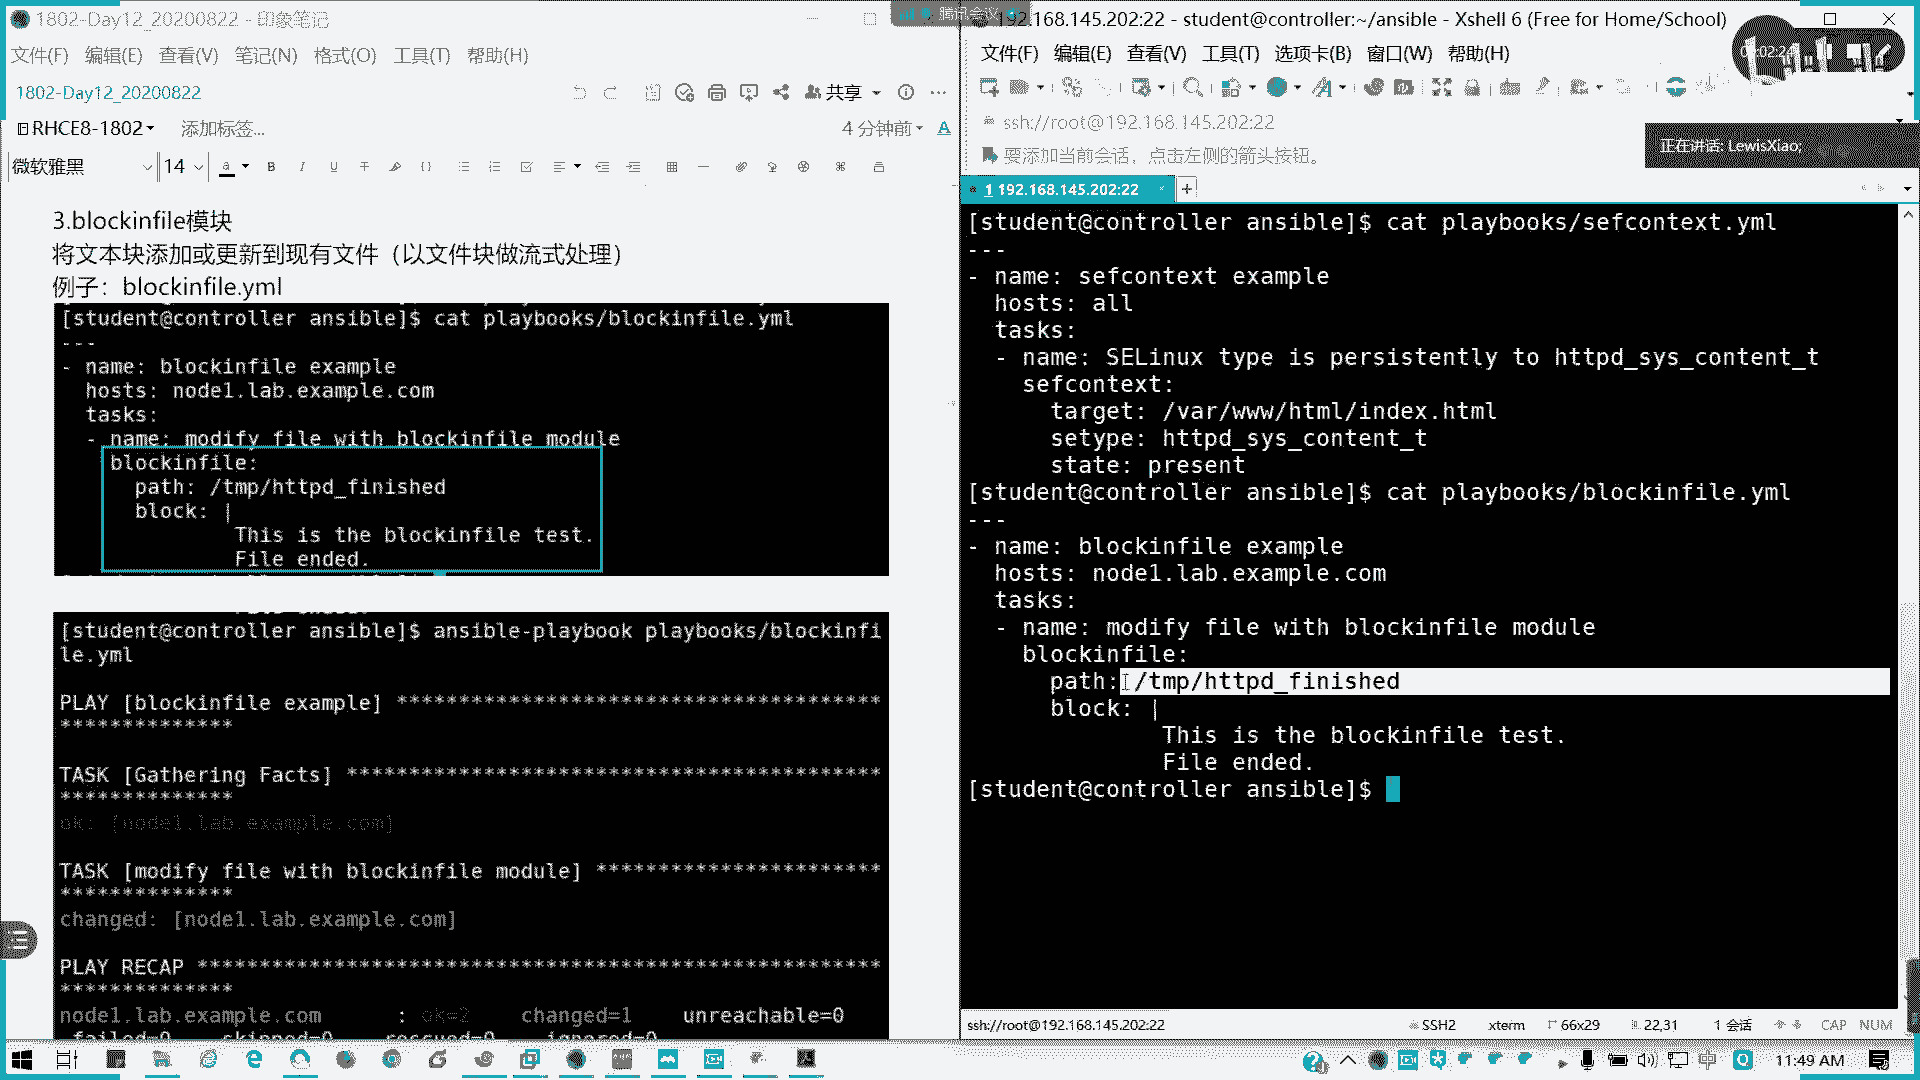 1802-Day12_20200822 - 印象笔记
文件(F) 编辑(E) 查看(V) 笔记(N) 格式(O) 工具(T) 帮助(H)
1802-Day12_20200822
共享
RHCE8-1802
添加标签...
4 分钟前
微软雅黑 14
3.blockinfile模块
将文本块添加或更新到现有文件（以文件块做流式处理）
例子：blockinfile.yml
[student@controller ansible]$ cat playbooks/blockinfile.yml
---
- name: blockinfile example
hosts: node1.lab.example.com
tasks:
- name: modify file with blockinfile module
blockinfile:
path: /tmp/httpd_finished
block: |
This is the blockinfile test.
File ended.
[student@controller ansible]$ ansible-playbook playbooks/blockinfi
le.yml
PLAY [blockinfile example] *****************************************
**************
TASK [Gathering Facts] *********************************************
**************
ok: [node1.lab.example.com]
TASK [modify file with blockinfile module] ************************
**************
changed: [node1.lab.example.com]
PLAY RECAP *********************************************************
**************
node1.lab.example.com : ok=2 changed=1 unreachable=0
failed=0 skipped=0 rescued=0 ignored=0
腾讯会议
192.168.145.202:22 - student@controller:~/ansible - Xshell 6 (Free for Home/School)
文件(F) 编辑(E) 查看(V) 工具(T) 选项卡(B) 窗口(W) 帮助(H)
ssh://root@192.168.145.202:22
要添加当前会话，点击左侧的箭头按钮。
正在讲话: LewisXiao;
1 192.168.145.202:22
[student@controller ansible]$ cat playbooks/sefcontext.yml
---
- name: sefcontext example
hosts: all
tasks:
- name: SELinux type is persistently to httpd_sys_content_t
sefcontext:
target: /var/www/html/index.html
setype: httpd_sys_content_t
state: present
[student@controller ansible]$ cat playbooks/blockinfile.yml
---
- name: blockinfile example
hosts: node1.lab.example.com
tasks:
- name: modify file with blockinfile module
blockinfile:
path: /tmp/httpd_finished
block: |
This is the blockinfile test.
File ended.
[student@controller ansible]$
ssh://root@192.168.145.202:22 SSH2 xterm 66x29 22,31 1 会话 CAP NUM
中 11:49 AM